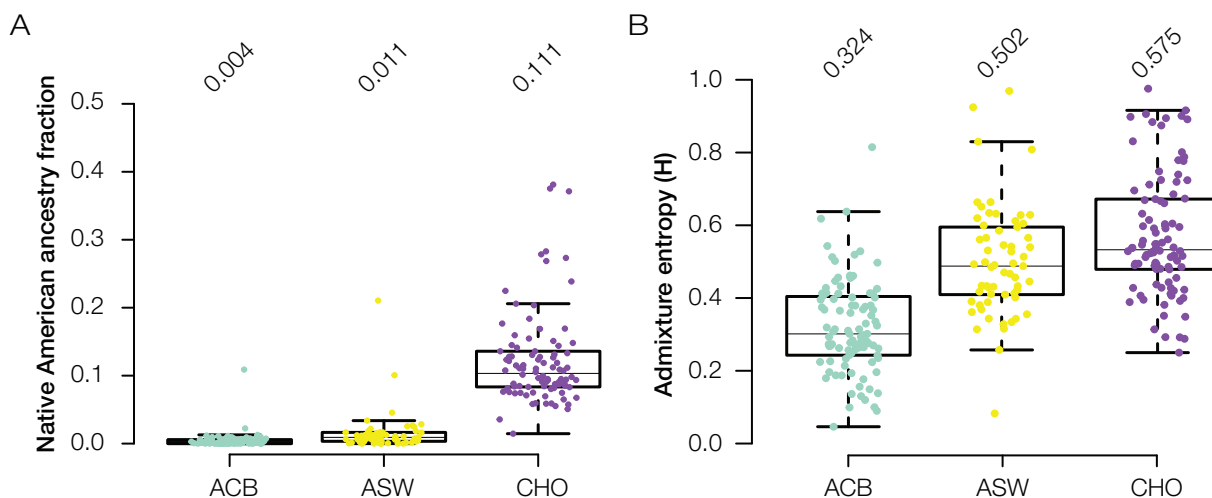 A
0.004
0.011
0.111
Native American ancestry fraction
0.5
0.4
0.3
0.2
0.1
0.0
ACB
ASW
CHO
B
0.324
0.502
0.575
Admixture entropy (H)
1.0
0.8
0.6
0.4
0.2
0.0
ACB
ASW
CHO